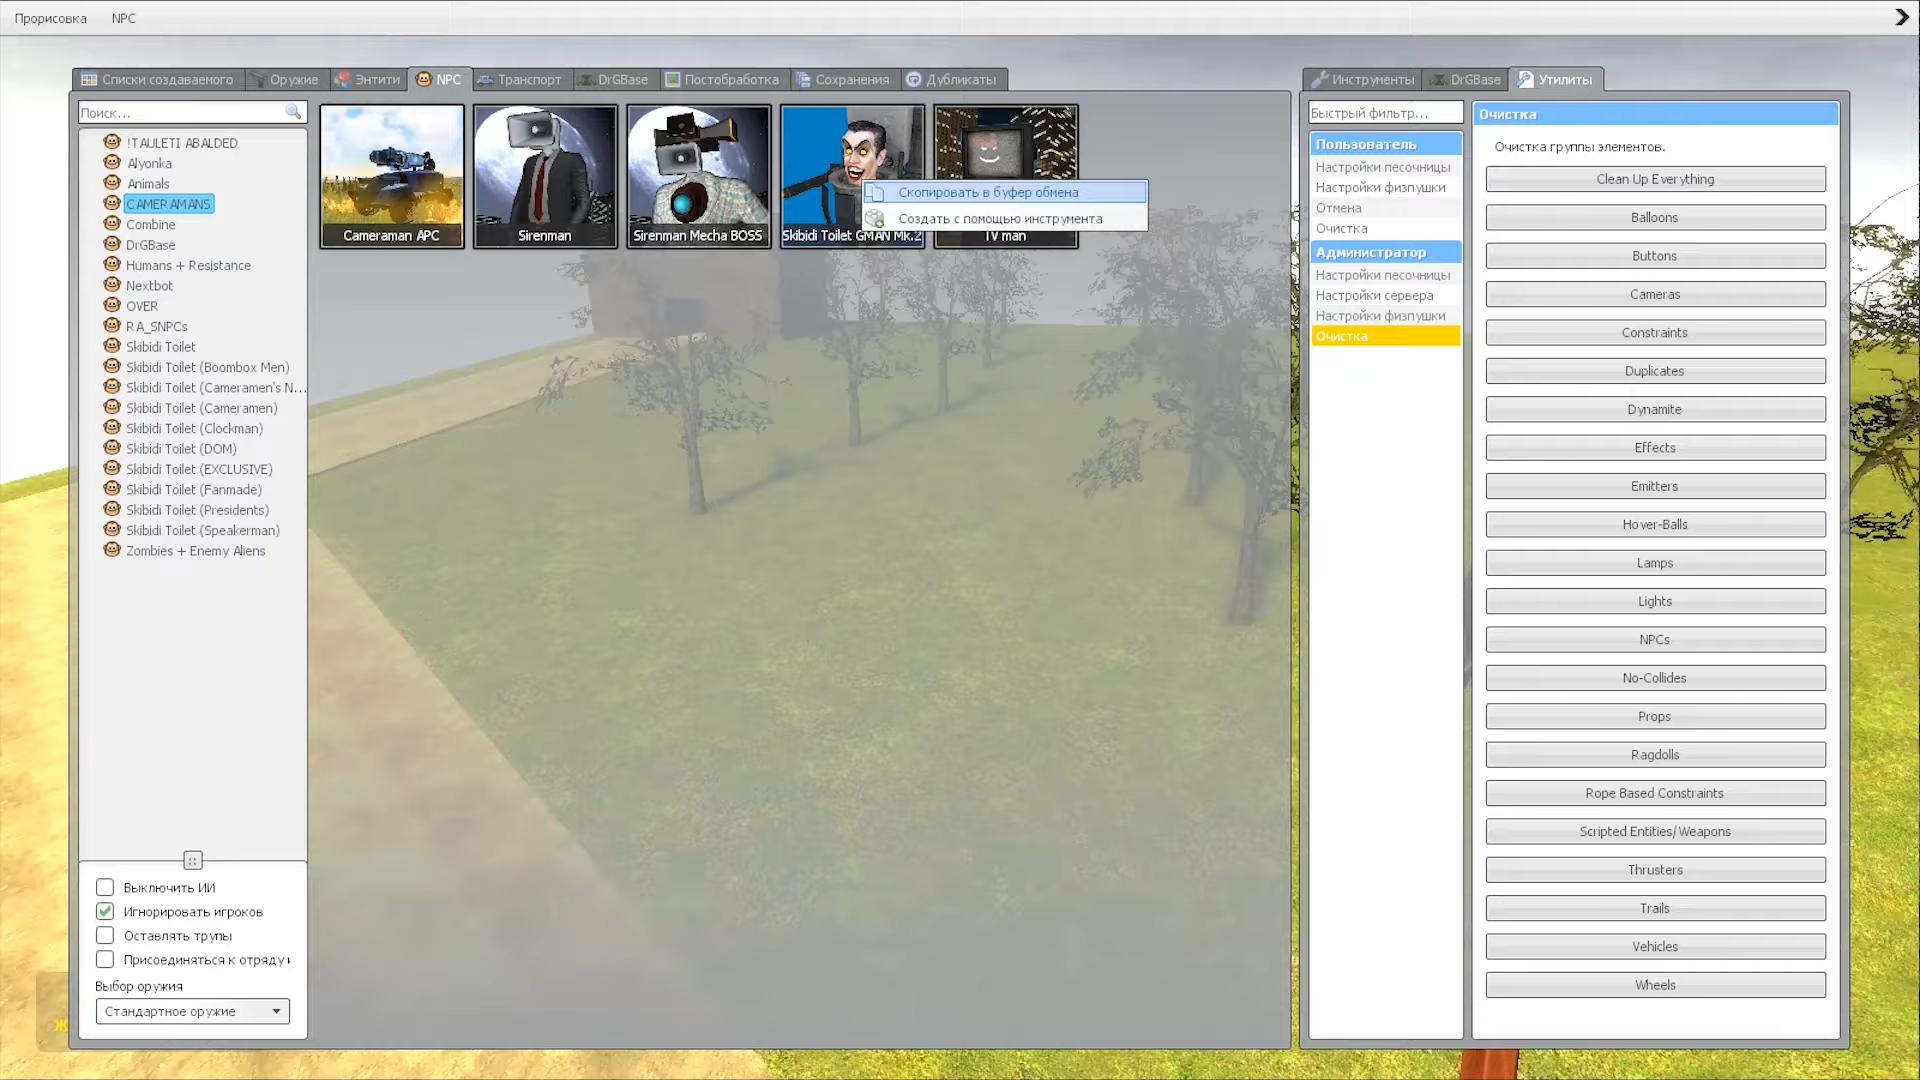 Прорисовка NPC
Списки создаваемого Оружие Энтити NPC Транспорт DrGBase Постобработка Сохранения Дубликаты
Поиск...
!TAULETI ABALDED
Alyonka
Animals
CAMERAMANS
Combine
DrGBase
Humans + Resistance
Nextbot
OVER
RA_SNPCs
Skibidi Toilet
Skibidi Toilet (Boombox Men)
Skibidi Toilet (Cameramen's N...
Skibidi Toilet (Cameramen)
Skibidi Toilet (Clockman)
Skibidi Toilet (DOM)
Skibidi Toilet (EXCLUSIVE)
Skibidi Toilet (Fanmade)
Skibidi Toilet (Presidents)
Skibidi Toilet (Speakerman)
Zombies + Enemy Aliens
Выключить ИИ
Игнорировать игроков
Оставлять трупы
Присоединяться к отряду
Выбор оружия
Стандартное оружие
Ж
Cameraman APC
Sirenman
Sirenman Mecha BOSS
Skibidi Toilet GMAN Mk.2
TV man
Скопировать в буфер обмена
Создать с помощью инструмента
Инструменты DrGBase Утилиты
Быстрый фильтр...
Пользователь
Настройки песочницы
Настройки физпушки
Отмена
Очистка
Администратор
Настройки песочницы
Настройки сервера
Настройки физпушки
Очистка
Очистка
Очистка группы элементов.
Clean Up Everything
Balloons
Buttons
Cameras
Constraints
Duplicates
Dynamite
Effects
Emitters
Hover-Balls
Lamps
Lights
NPCs
No-Collides
Props
Ragdolls
Rope Based Constraints
Scripted Entities/Weapons
Thrusters
Trails
Vehicles
Wheels